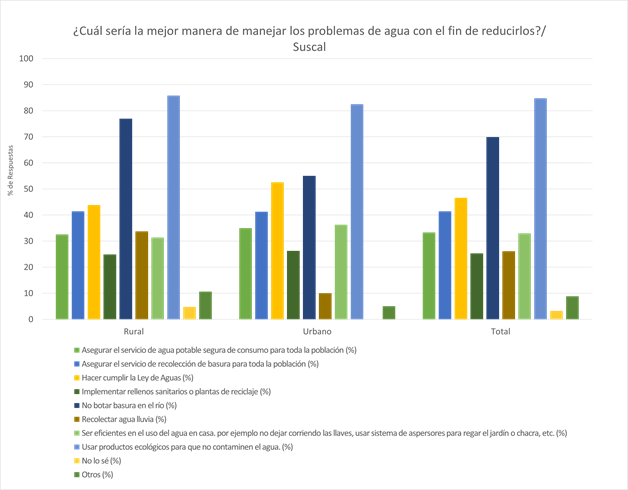 ¿Cuál sería la mejor manera de manejar los problemas de agua con el fin de reducirlos?/
Suscal
% de Respuestas
100
90
80
70
60
50
40
30
20
10
0
Rural
Urbano
Total
Asegurar el servicio de agua potable segura de consumo para toda la población (%)
Asegurar el servicio de recolección de basura para toda la población (%)
Hacer cumplir la Ley de Aguas (%)
Implementar rellenos sanitarios o plantas de reciclaje (%)
No botar basura en el río (%)
Recolectar agua lluvia (%)
Ser eficientes en el uso del agua en casa. por ejemplo no dejar corriendo las llaves, usar sistema de aspersores para regar el jardín o chacra, etc. (%)
Usar productos ecológicos para que no contaminen el agua. (%)
No lo sé (%)
Otros (%)